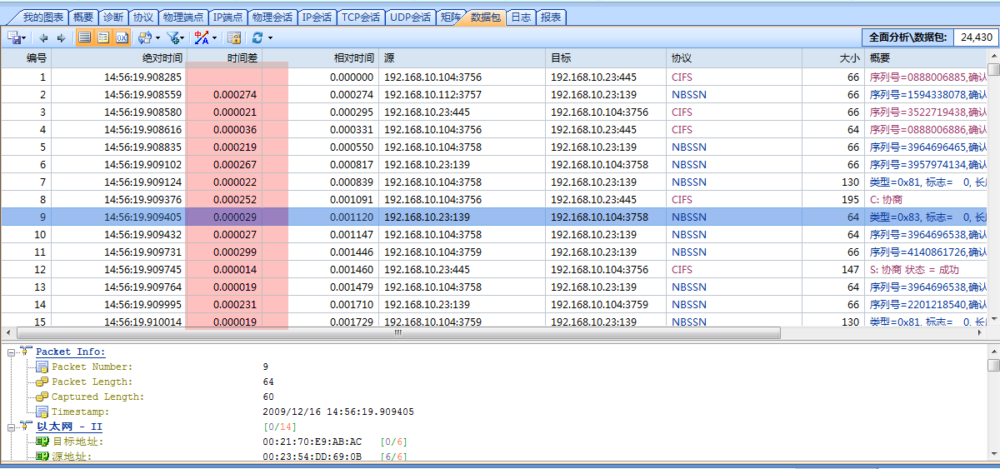 我的图表 概要 诊断 协议 物理端点 IP端点 物理会话 IP会话 TCP会话 UDP会话 矩阵 数据包 日志 报表
全面分析\数据包: 24,430
编号 绝对时间 时间差 相对时间 源 目标 协议 大小 概要
1 14:56:19.908285 0.000000 192.168.10.104:3756 192.168.10.23:445 CIFS 66 序列号=0888006885,确认
2 14:56:19.908559 0.000274 0.000274 192.168.10.112:3757 192.168.10.23:139 NBSSN 66 序列号=1594338078,确认
3 14:56:19.908580 0.000021 0.000295 192.168.10.23:445 192.168.10.104:3756 CIFS 66 序列号=3522719438,确认
4 14:56:19.908616 0.000036 0.000331 192.168.10.104:3756 192.168.10.23:445 CIFS 64 序列号=0888006886,确认
5 14:56:19.908835 0.000219 0.000550 192.168.10.104:3758 192.168.10.23:139 NBSSN 66 序列号=3964696465,确认
6 14:56:19.909102 0.000267 0.000817 192.168.10.23:139 192.168.10.104:3758 NBSSN 66 序列号=3957974134,确认
7 14:56:19.909124 0.000022 0.000839 192.168.10.104:3758 192.168.10.23:139 NBSSN 130 类型=0x81, 标志= 0, 长
8 14:56:19.909376 0.000252 0.001091 192.168.10.104:3756 192.168.10.23:445 CIFS 195 C: 协商
9 14:56:19.909405 0.000029 0.001120 192.168.10.23:139 192.168.10.104:3758 NBSSN 64 类型=0x83, 标志= 0, 长
10 14:56:19.909432 0.000027 0.001147 192.168.10.104:3758 192.168.10.23:139 NBSSN 64 序列号=3964696538,确认
11 14:56:19.909731 0.000299 0.001446 192.168.10.104:3759 192.168.10.23:139 NBSSN 66 序列号=4140861726,确认
12 14:56:19.909745 0.000014 0.001460 192.168.10.23:445 192.168.10.104:3756 CIFS 147 S: 协商 状态 = 成功
13 14:56:19.909764 0.000019 0.001479 192.168.10.104:3758 192.168.10.23:139 NBSSN 64 序列号=3964696538,确认
14 14:56:19.909995 0.000231 0.001710 192.168.10.23:139 192.168.10.104:3759 NBSSN 66 序列号=2201218540,确认
15 14:56:19.910014 0.000019 0.001729 192.168.10.104:3759 192.168.10.23:139 NBSSN 130 类型=0x81, 标志= 0, 长
Packet Info:
Packet Number: 9
Packet Length: 64
Captured Length: 60
Timestamp: 2009/12/16 14:56:19.909405
以太网 - II [0/14]
目标地址: 00:21:70:E9:AB:AC [0/6]
源地址: 00:23:54:DD:69:0B [6/6]